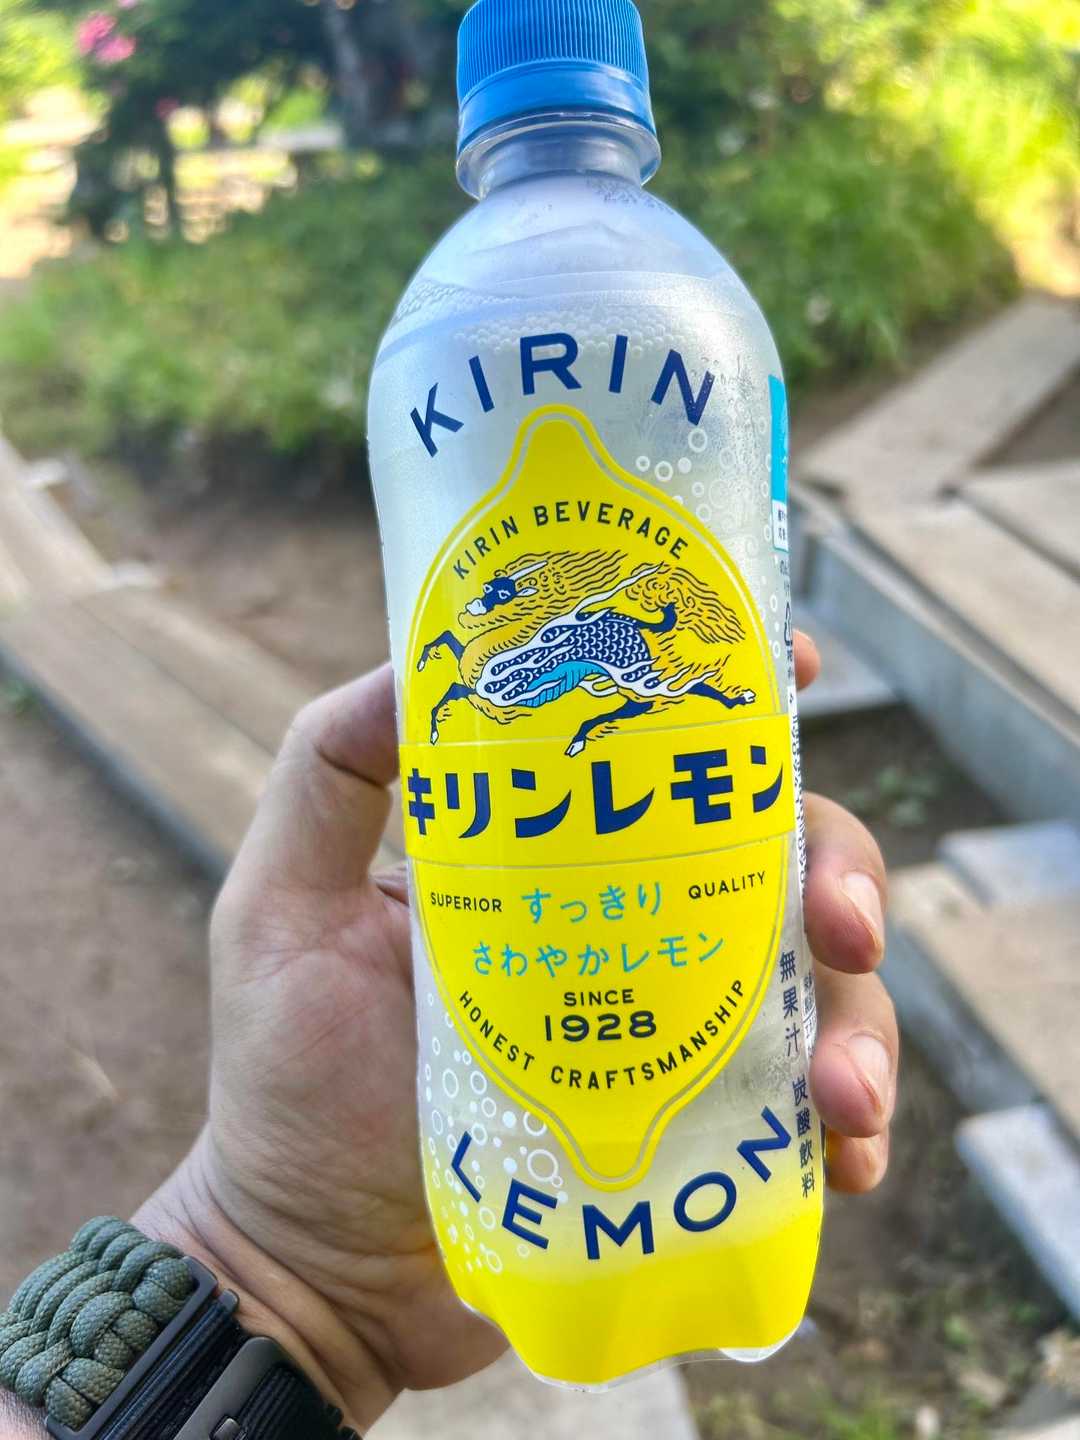 KIRIN
KIRIN BEVERAGE
キリンレモン
SUPERIOR すっきり QUALITY
さわやかレモン
SINCE
1928
HONEST CRAFTSMANSHIP
LEMON
無果汁 炭酸飲料